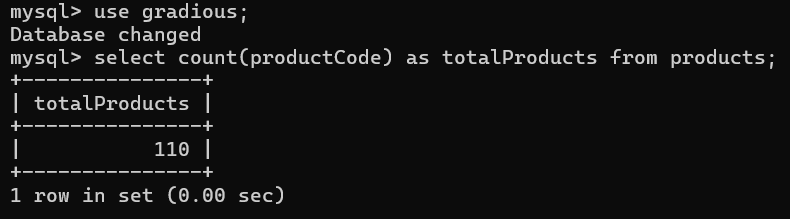 mysql> use gradious;
Database changed
mysql> select count(productCode) as totalProducts from products;
+---------------+
| totalProducts |
+---------------+
|           110 |
+---------------+
1 row in set (0.00 sec)